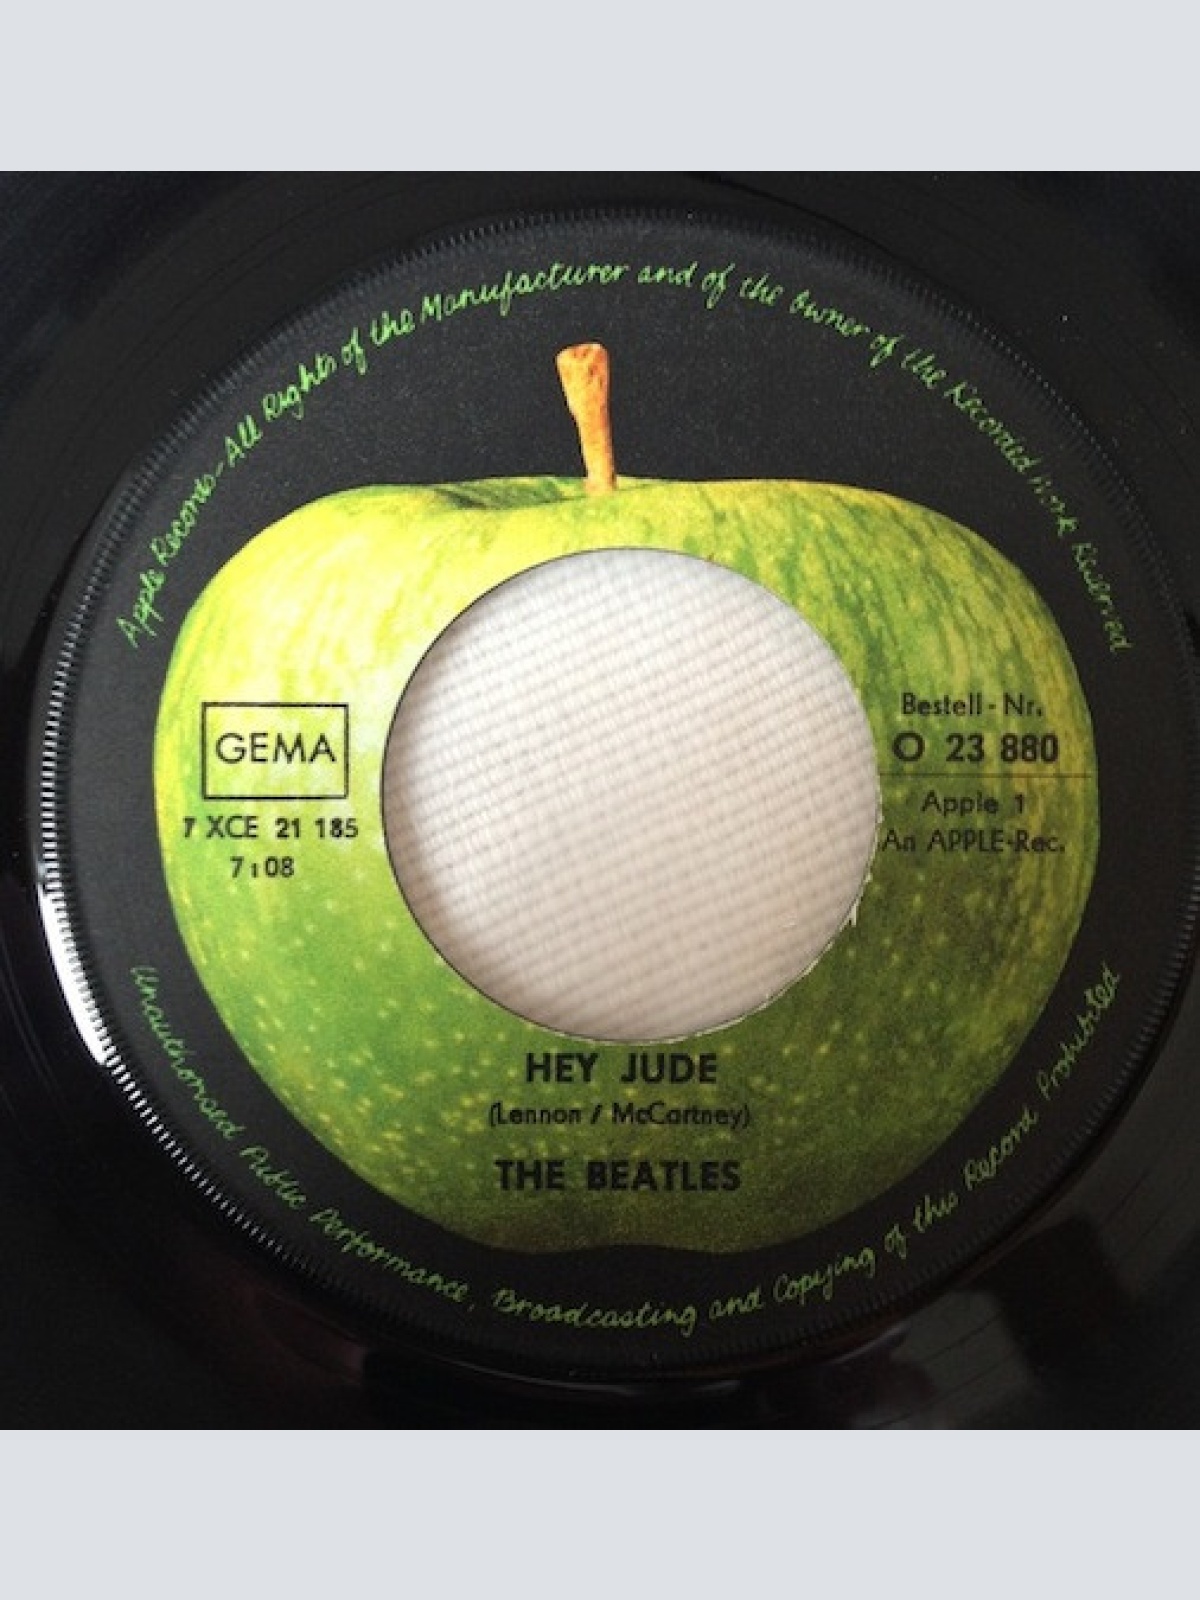 Apple Records-All Rights of the Manufacturer and of the Owner of the Recorded Work Reserved
GEMA
7 XCE 21 185
7:08
Bestell-Nr.
O 23 880
Apple 1
An APPLE-Rec.
HEY JUDE
(Lennon / McCartney)
THE BEATLES
Unauthorised Public Performance, Broadcasting and Copying of this Record Prohibited